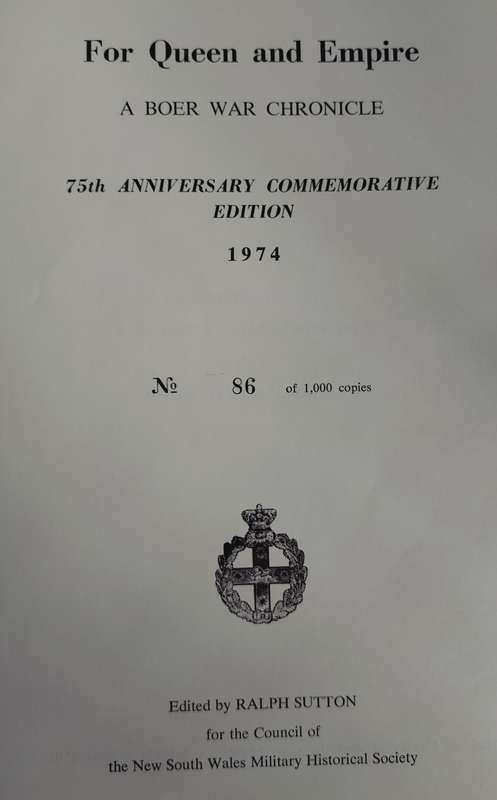 For Queen and Empire
A BOER WAR CHRONICLE
75th ANNIVERSARY COMMEMORATIVE
EDITION
1974
№ 86 of 1,000 copies
Edited by RALPH SUTTON
for the Council of
the New South Wales Military Historical Society